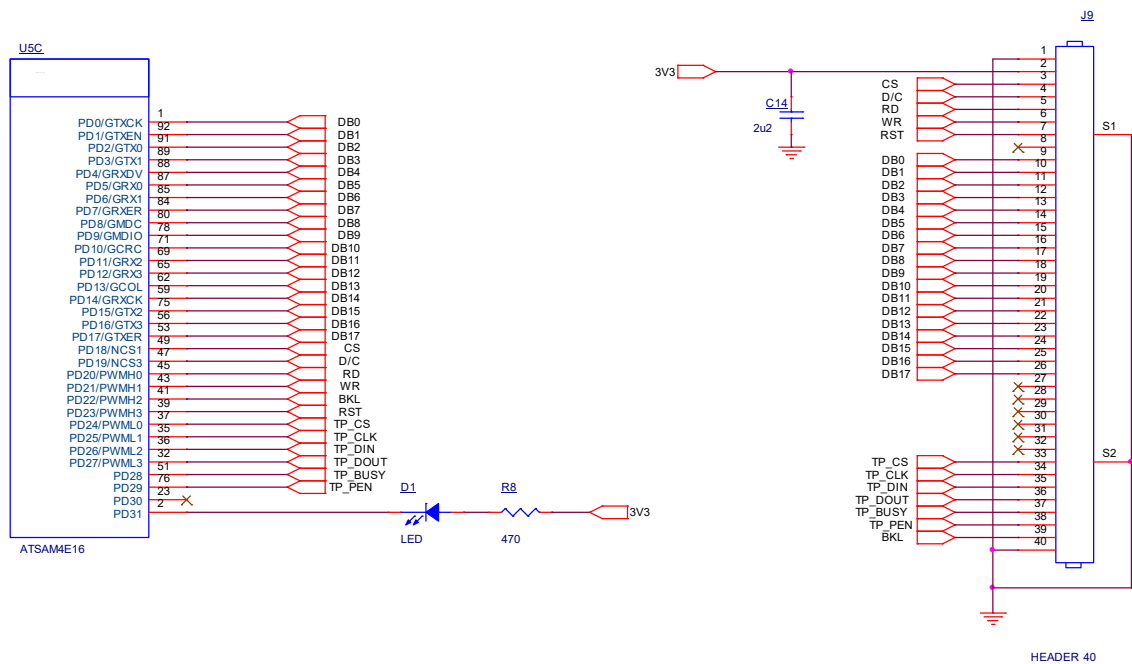 U5C
PD0/GTXCK 1 DB0
PD1/GTXEN 92 DB1
PD2/GTX0 91 DB2
PD3/GTX1 89 DB3
PD4/GRXDV 88 DB4
PD5/GRX0 87 DB5
PD6/GRX1 85 DB6
PD7/GRXER 84 DB7
PD8/GMDC 80 DB8
PD9/GMDIO 78 DB9
PD10/GCRC 71 DB10
PD11/GRX2 69 DB11
PD12/GRX3 65 DB12
PD13/GCOL 62 DB13
PD14/GRXCK 59 DB14
PD15/GTX2 75 DB15
PD16/GTX3 56 DB16
PD17/GTXER 53 DB17
PD18/NCS1 49 CS
PD19/NCS3 47 D/C
PD20/PWMH0 45 RD
PD21/PWMH1 43 WR
PD22/PWMH2 41 BKL
PD23/PWMH3 39 RST
PD24/PWML0 37 TP_CS
PD25/PWML1 35 TP_CLK
PD26/PWML2 36 TP_DIN
PD27/PWML3 32 TP_DOUT
PD28 51 TP_BUSY
PD29 76 TP_PEN
PD30 23
PD31 2
ATSAM4E16
D1
LED
R8
470
3V3
3V3
C14
2u2
J9
1
2
CS 3
D/C 4
RD 5
WR 6
RST 7
8
DB0 9
DB1 10
DB2 11
DB3 12
DB4 13
DB5 14
DB6 15
DB7 16
DB8 17
DB9 18
DB10 19
DB11 20
DB12 21
DB13 22
DB14 23
DB15 24
DB16 25
DB17 26
27
28
29
30
31
32
TP_CS 33
TP_CLK 34
TP_DIN 35
TP_DOUT 36
TP_BUSY 37
TP_PEN 38
BKL 39
40
S1
S2
HEADER 40